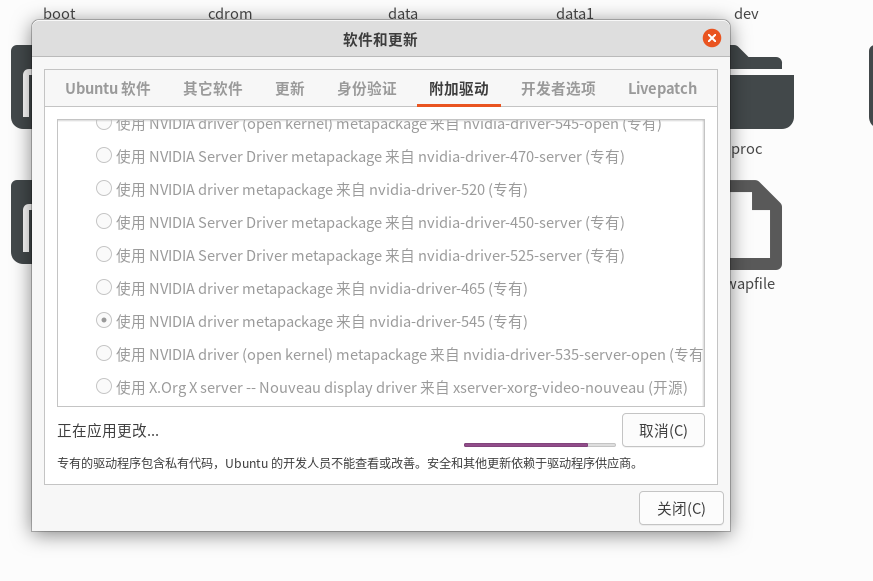 boot cdrom data data1 dev
软件和更新
Ubuntu 软件 其它软件 更新 身份验证 附加驱动 开发者选项 Livepatch
使用 NVIDIA driver (open kernel) metapackage 来自 nvidia-driver-545-open (专有)
使用 NVIDIA Server Driver metapackage 来自 nvidia-driver-470-server (专有)
proc
使用 NVIDIA driver metapackage 来自 nvidia-driver-520 (专有)
使用 NVIDIA Server Driver metapackage 来自 nvidia-driver-450-server (专有)
使用 NVIDIA Server Driver metapackage 来自 nvidia-driver-525-server (专有)
使用 NVIDIA driver metapackage 来自 nvidia-driver-465 (专有)
wapfile
使用 NVIDIA driver metapackage 来自 nvidia-driver-545 (专有)
使用 NVIDIA driver (open kernel) metapackage 来自 nvidia-driver-535-server-open (专有
使用 X.Org X server -- Nouveau display driver 来自 xserver-xorg-video-nouveau (开源)
正在应用更改... 取消(C)
专有的驱动程序包含私有代码，Ubuntu 的开发人员不能查看或改善。安全和其他更新依赖于驱动程序供应商。
关闭(C)